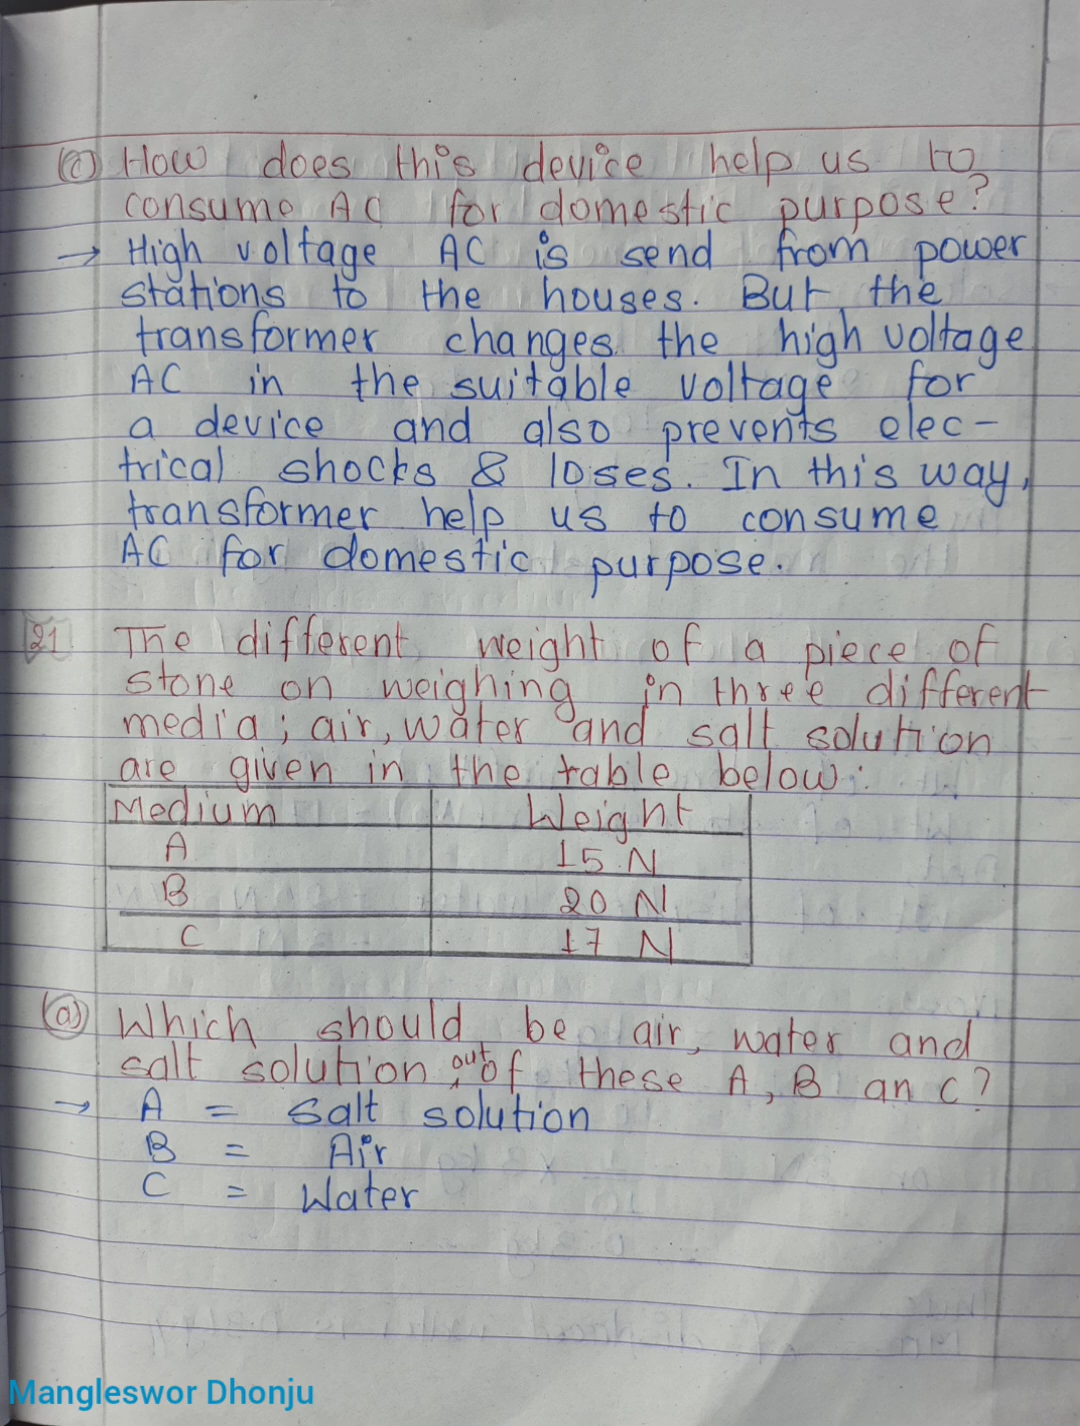 (c) How does this device help us to
consume AC for domestic purpose?
→ High voltage AC is send from power
stations to the houses. But the
transformer changes the high voltage
AC in the suitable voltage for
a device and also prevents elec-
trical shocks & loses. In this way,
transformer help us to consume
AC for domestic purpose.
21 The different weight of a piece of
stone on weighing in three different
media; air, water and salt solution
are given in the table below:
Medium Weight
A 15 N
B 20 N
C 17 N
(a) Which should be air, water and
salt solution out of these A, B an C?
→ A = Salt solution
B = Air
C = Water
Mangleswor Dhonju